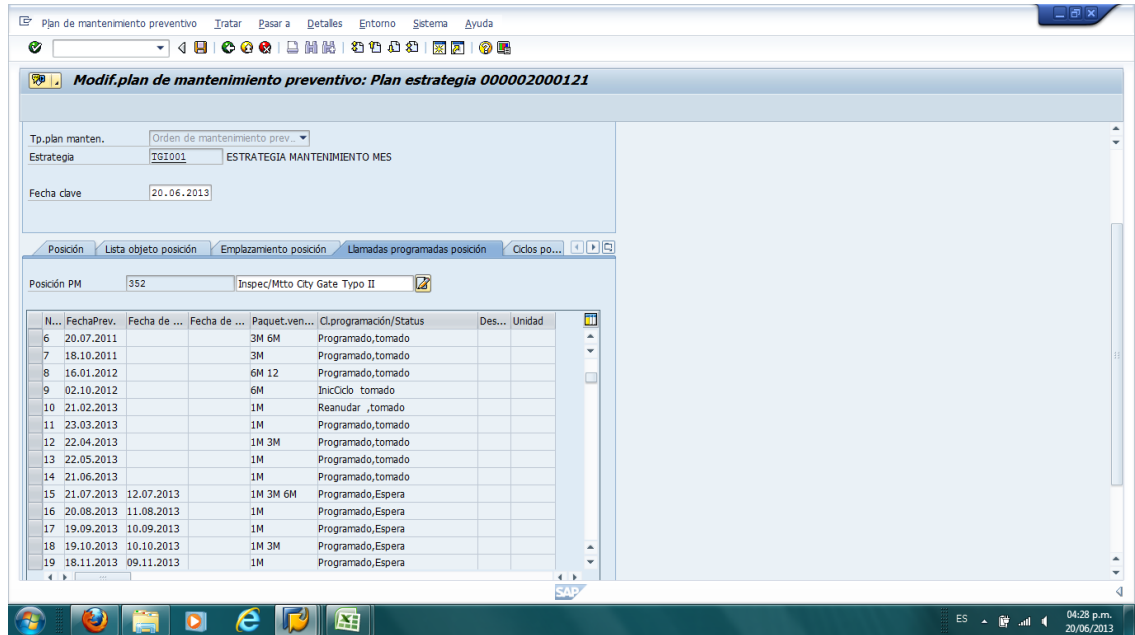 Plan de mantenimiento preventivo Tratar Pasar a Detalles Entorno Sistema Ayuda
Modif.plan de mantenimiento preventivo: Plan estrategia 000002000121
Tp.plan manten. Orden de mantenimiento prev..
Estrategia TGI001 ESTRATEGIA MANTENIMIENTO MES
Fecha clave 20.06.2013
Posición Lista objeto posición Emplazamiento posición Llamadas programadas posición Ciclos po...
Posición PM 352 Inspec/Mtto City Gate Typo II
N... FechaPrev. Fecha de ... Fecha de ... Paquet.ven... Cl.programación/Status Des... Unidad
6 20.07.2011 3M 6M Programado,tomado
7 18.10.2011 3M Programado,tomado
8 16.01.2012 6M 12 Programado,tomado
9 02.10.2012 6M InicCiclo tomado
10 21.02.2013 1M Reanudar ,tomado
11 23.03.2013 1M Programado,tomado
12 22.04.2013 1M 3M Programado,tomado
13 22.05.2013 1M Programado,tomado
14 21.06.2013 1M Programado,tomado
15 21.07.2013 12.07.2013 1M 3M 6M Programado,Espera
16 20.08.2013 11.08.2013 1M Programado,Espera
17 19.09.2013 10.09.2013 1M Programado,Espera
18 19.10.2013 10.10.2013 1M 3M Programado,Espera
19 18.11.2013 09.11.2013 1M Programado,Espera
SAP
ES 04:28 p.m.
20/06/2013